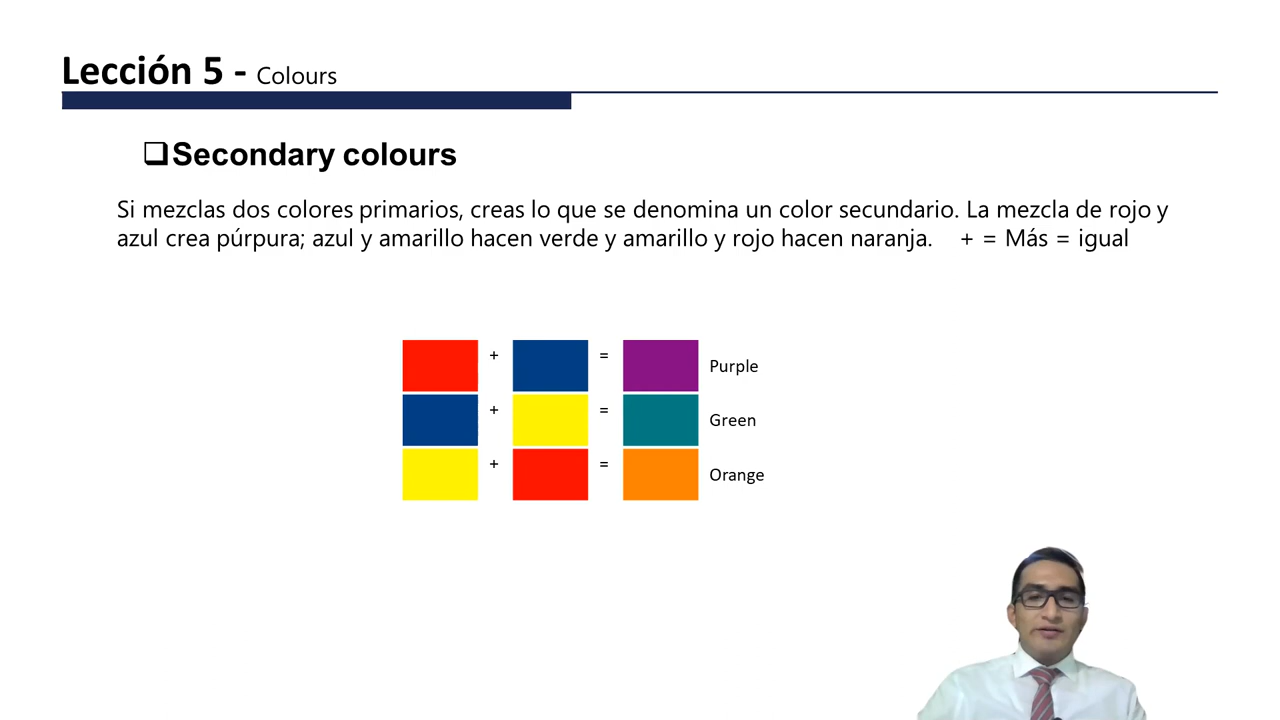 Lección 5 - Colours
❑Secondary colours
Si mezclas dos colores primarios, creas lo que se denomina un color secundario. La mezcla de rojo y
azul crea púrpura; azul y amarillo hacen verde y amarillo y rojo hacen naranja. + = Más = igual
+ = Purple
+ = Green
+ = Orange